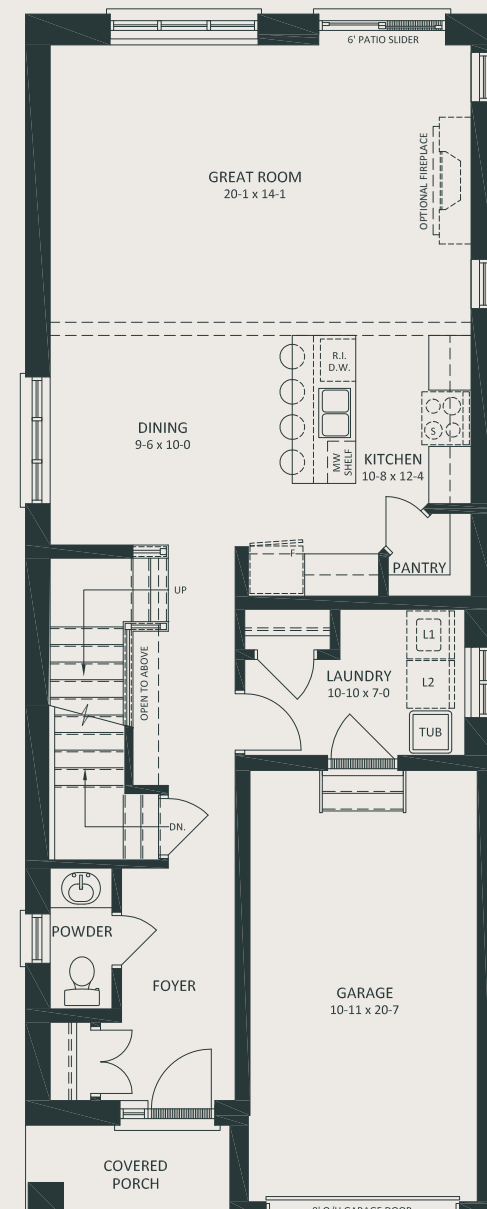 6' PATIO SLIDER
OPTIONAL FIREPLACE
GREAT ROOM
20-1 x 14-1
R.I.
D.W.
DINING
9-6 x 10-0
S
MW
SHELF
KITCHEN
10-8 x 12-4
F
PANTRY
UP
OPEN TO ABOVE
L1
LAUNDRY
10-10 x 7-0
L2
TUB
DN.
POWDER
FOYER
GARAGE
10-11 x 20-7
COVERED
PORCH